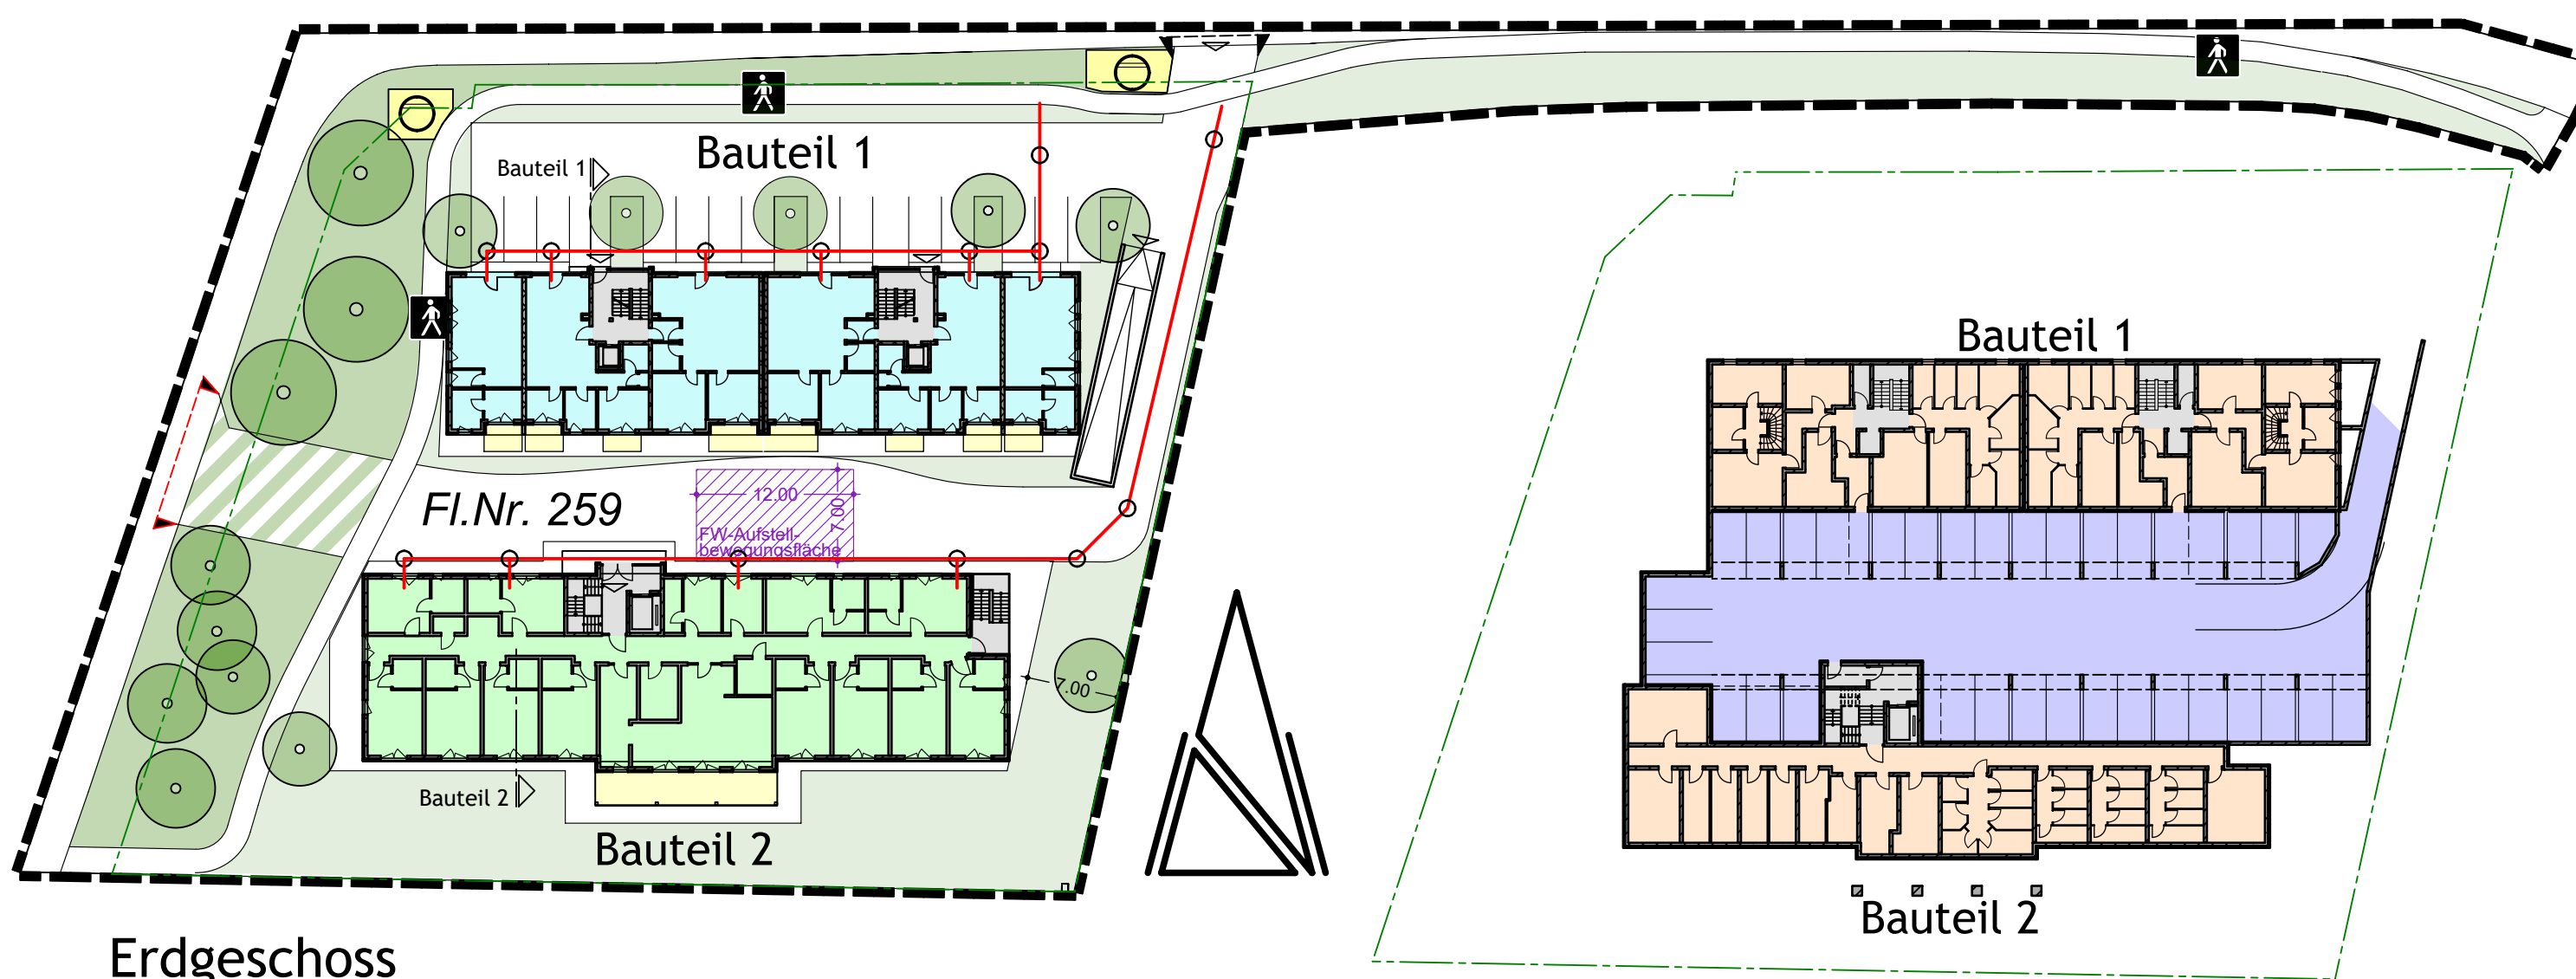 Bauteil 1
Bauteil 1
Fl.Nr. 259
12.00
7.00
FW-Aufstell-
bewegungsfläche
7.00
Bauteil 2
Bauteil 2
Erdgeschoss
Bauteil 1
Bauteil 2